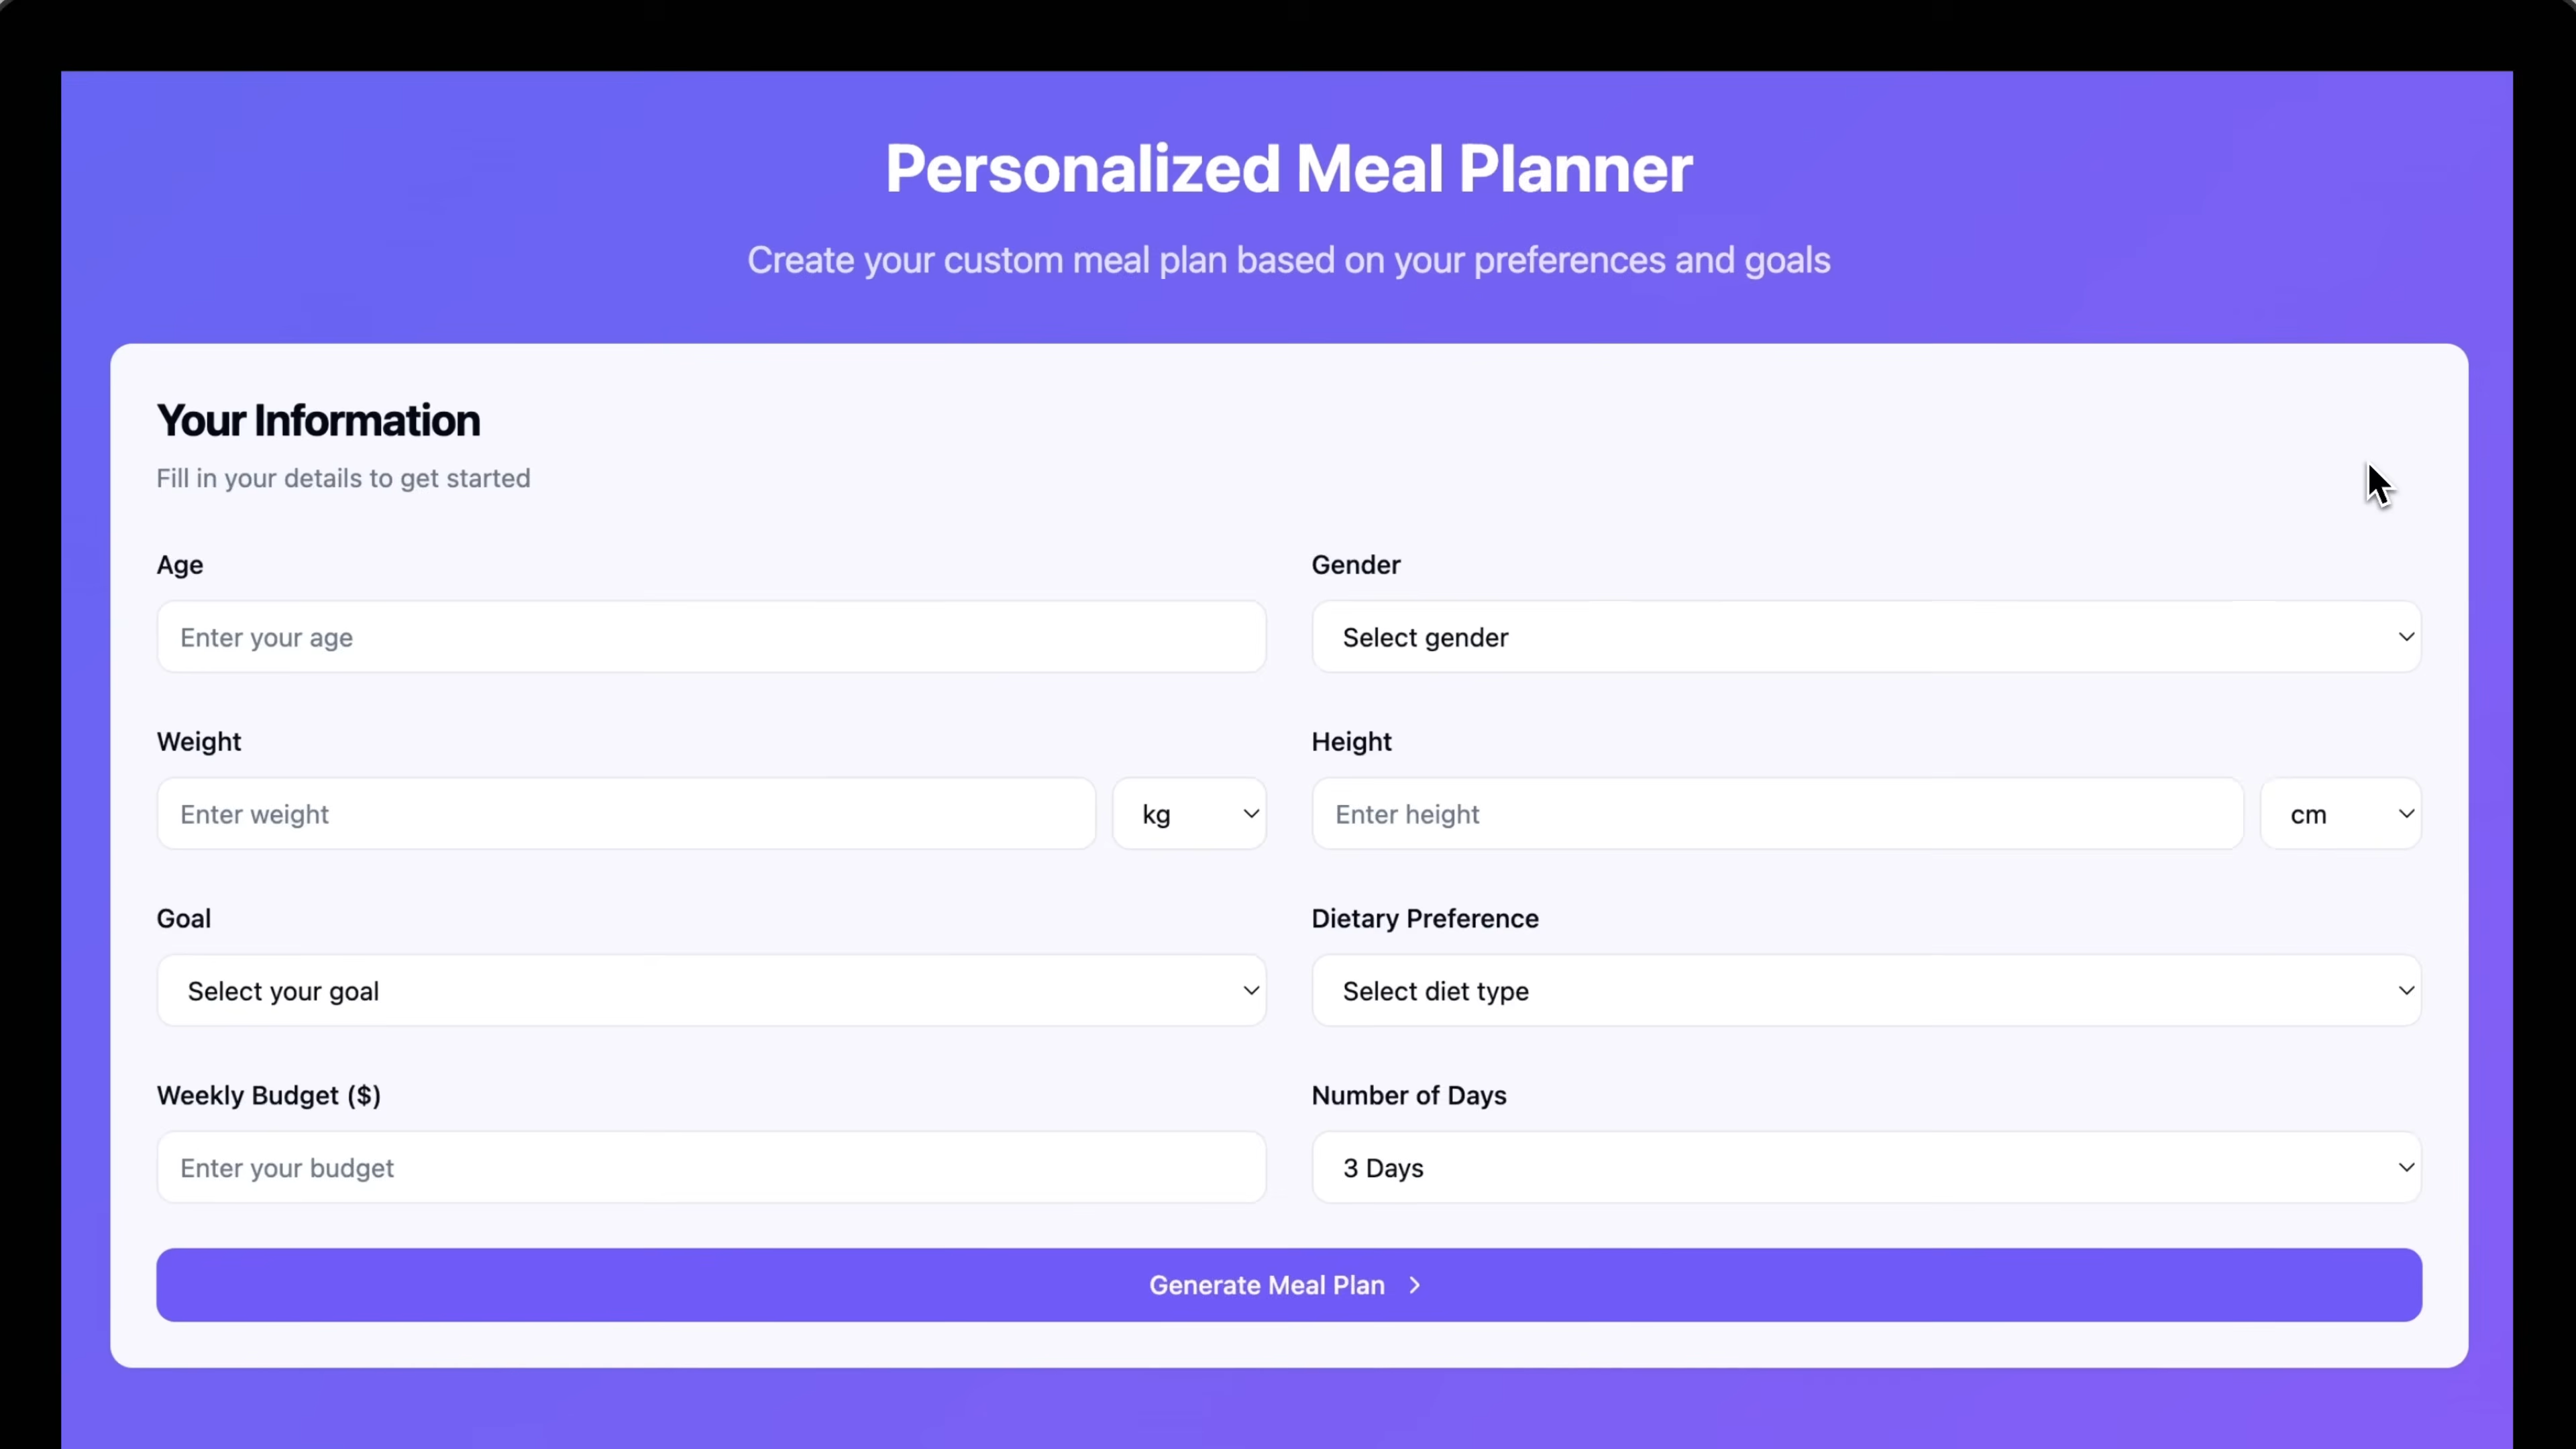 Personalized Meal Planner
Create your custom meal plan based on your preferences and goals
Your Information
Fill in your details to get started
Age
Enter your age
Gender
Select gender
Weight
Enter weight
kg
Height
Enter height
cm
Goal
Select your goal
Dietary Preference
Select diet type
Weekly Budget ($)
Enter your budget
Number of Days
3 Days
Generate Meal Plan